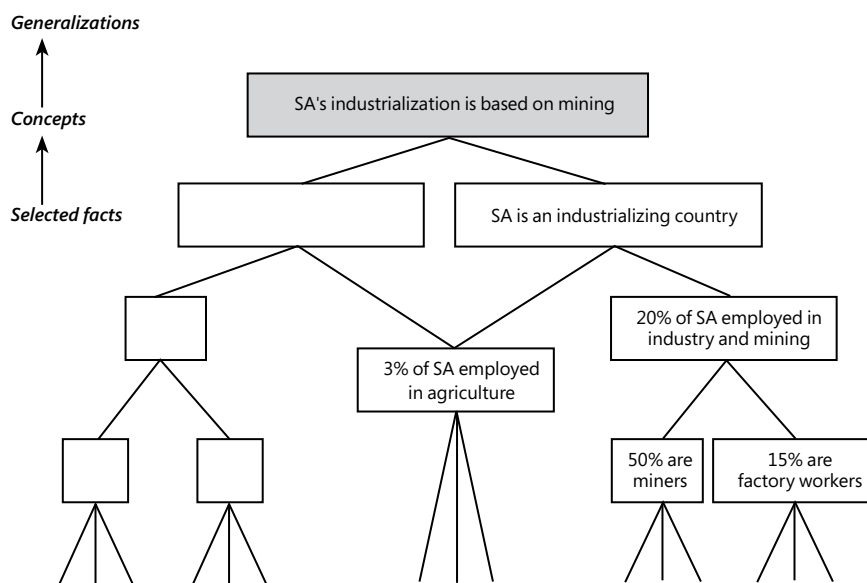 Generalizations
SA's industrialization is based on mining
Concepts
Selected facts
SA is an industrializing country
20% of SA employed in
industry and mining
3% of SA employed
in agriculture
50% are
miners
15% are
factory workers